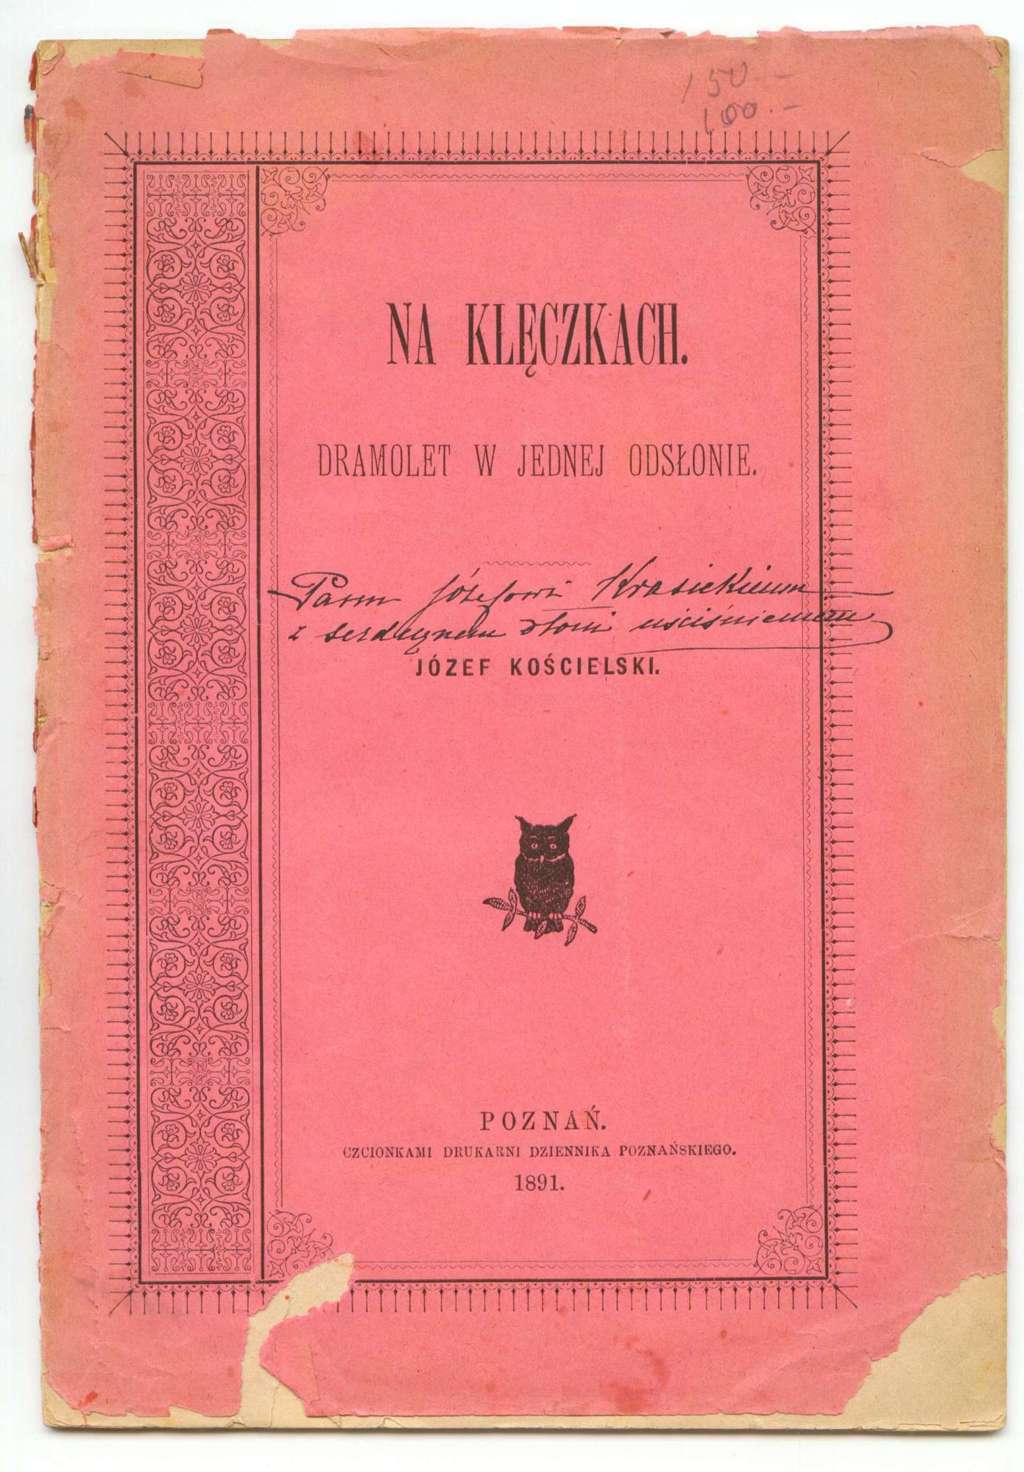 150 -
100.-
NA KLĘCZKACH.
DRAMOLET W JEDNEJ ODSŁONIE.
Panu Józefowi Krasickiemu
z serdecznem dłoni uściśnieniem
JÓZEF KOŚCIELSKI.
POZNAŃ.
CZCIONKAMI DRUKARNI DZIENNIKA POZNAŃSKIEGO.
1891.